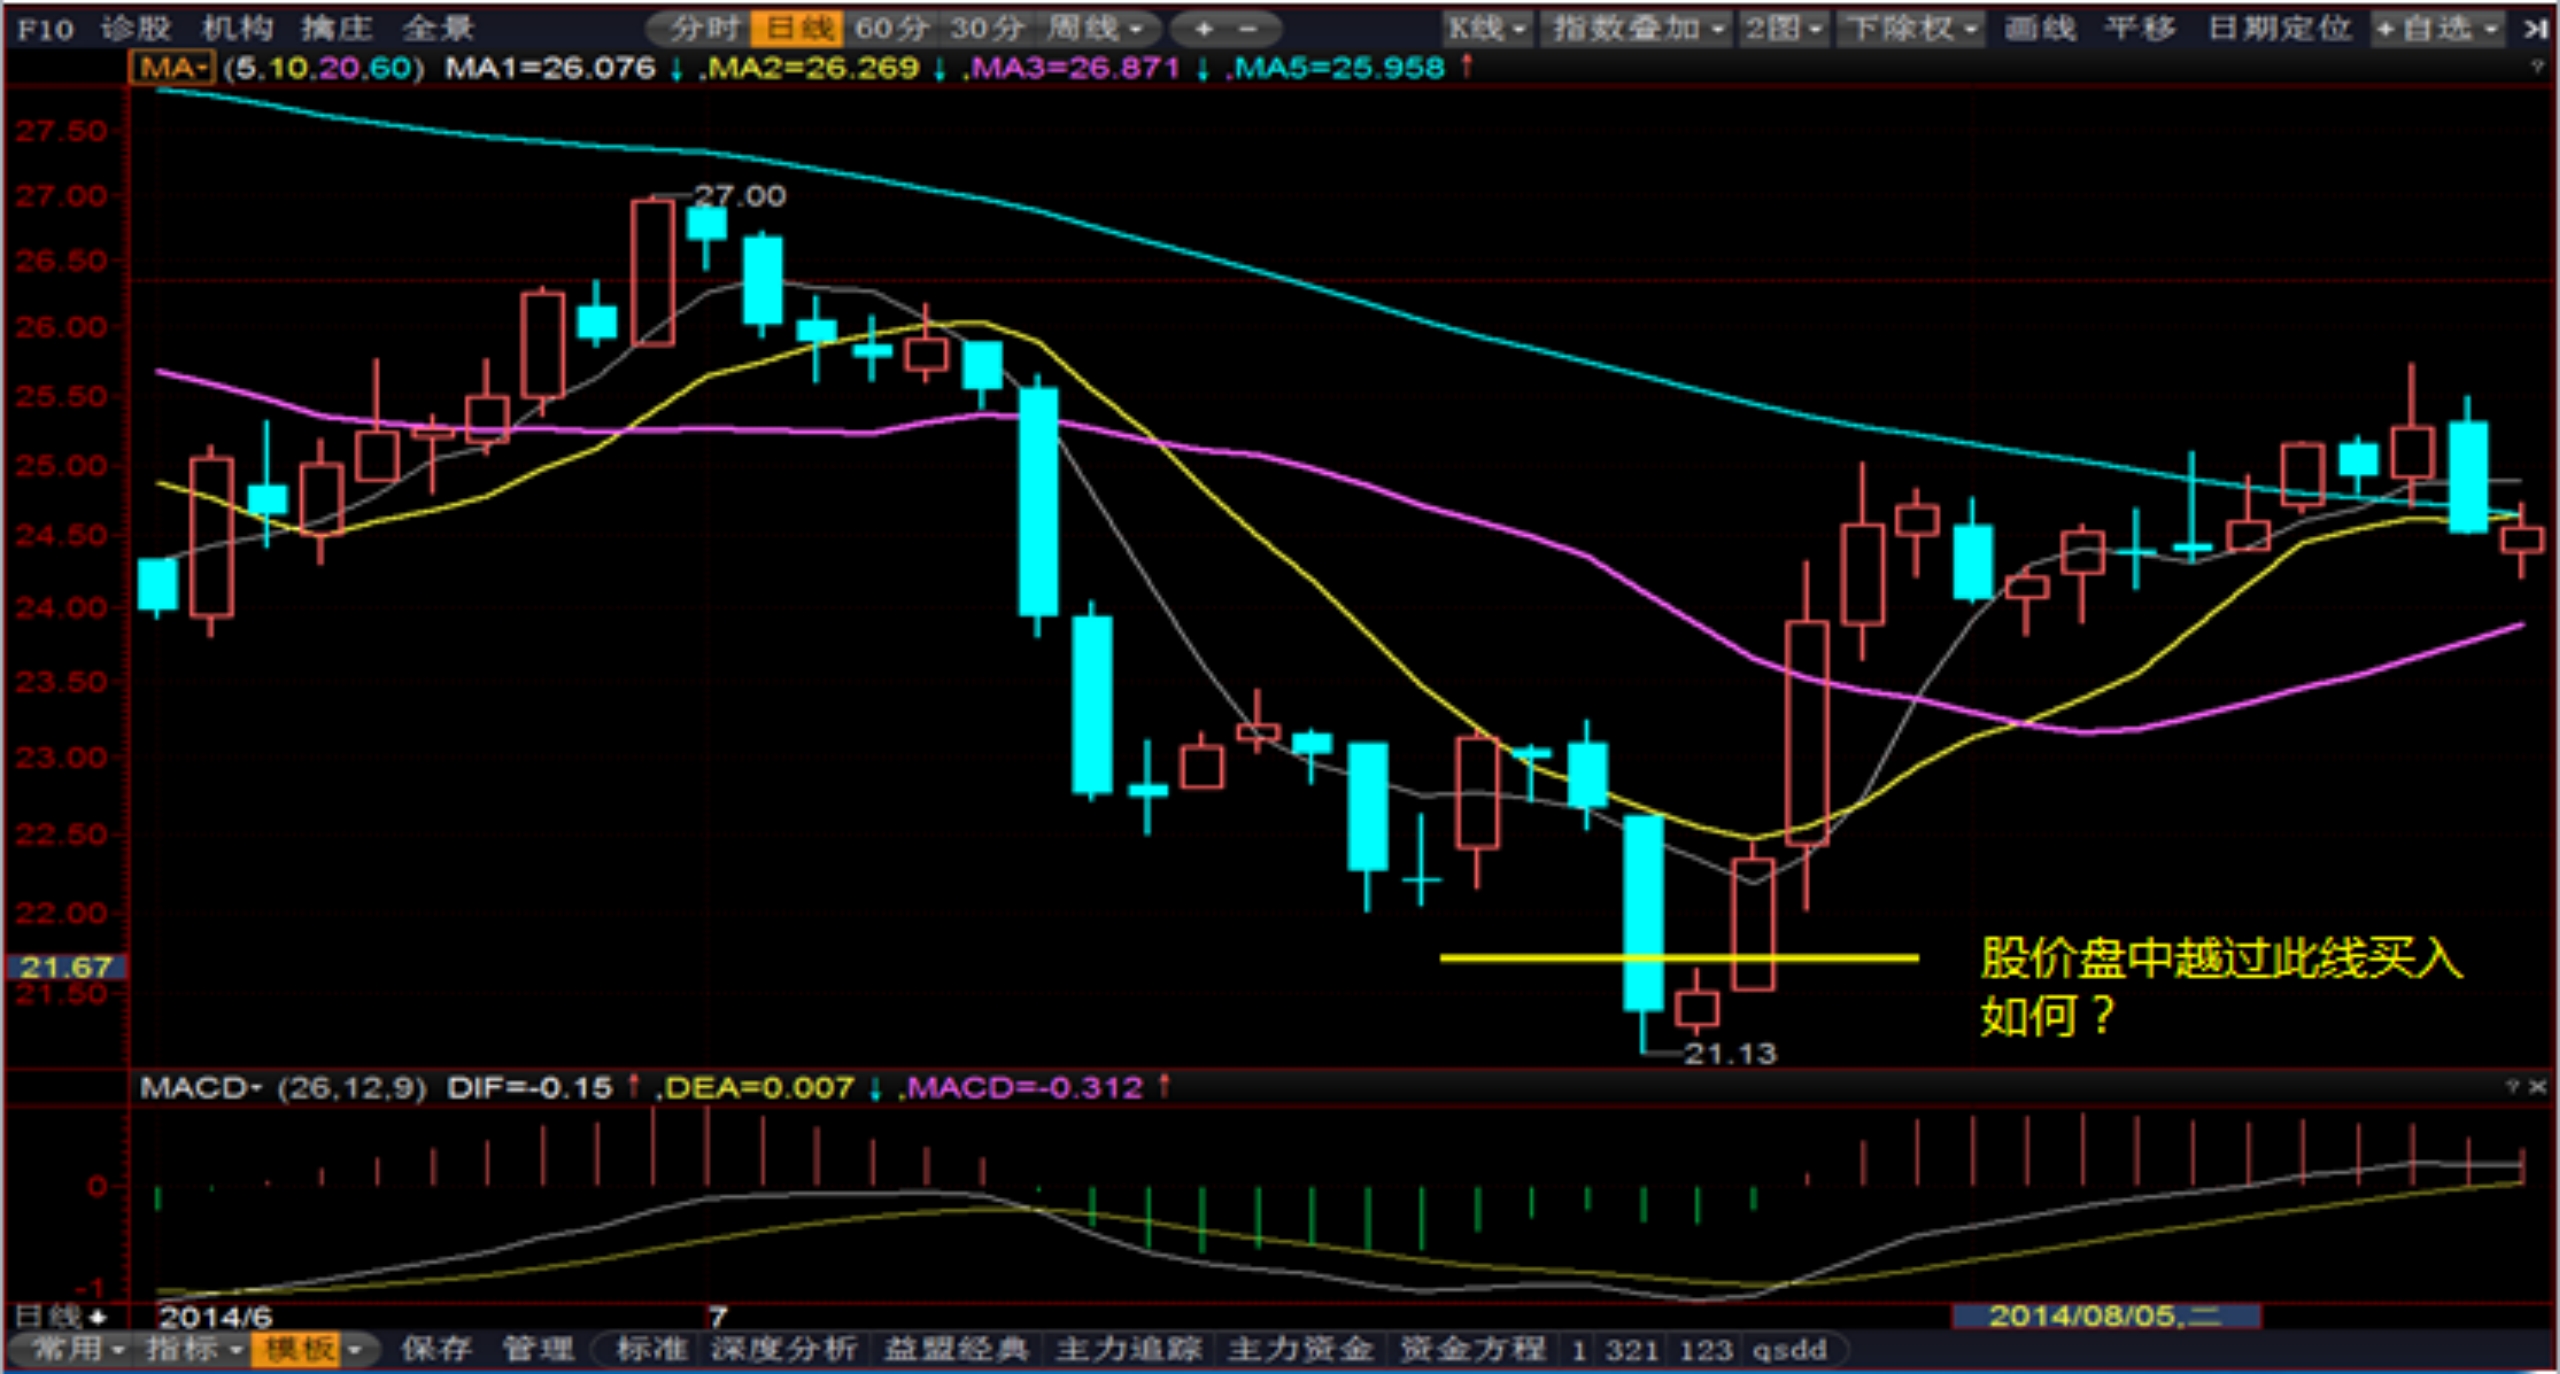 F10 诊股 机构 擒庄 全景 分时 日线 60分 30分 周线 + - K线 指数叠加 2图 下除权 画线 平移 日期定位 +自选
MA (5,10,20,60) MA1=26.076 ↓ ,MA2=26.269 ↓ ,MA3=26.871 ↓ ,MA5=25.958 ↑ ?
27.50
27.00
27.00
26.50
26.00
25.50
25.00
24.50
24.00
23.50
23.00
22.50
22.00
21.67
21.50
股价盘中越过此线买入
如何？
21.13
MACD (26,12,9) DIF=-0.15 ↑ ,DEA=0.007 ↓ ,MACD=-0.312 ↑ ? ×
0
-1
日线 2014/6 7 2014/08/05,二
常用 指标 模板 保存 管理 标准 深度分析 益盟经典 主力追踪 主力资金 资金方程 1 321 123 qsdd